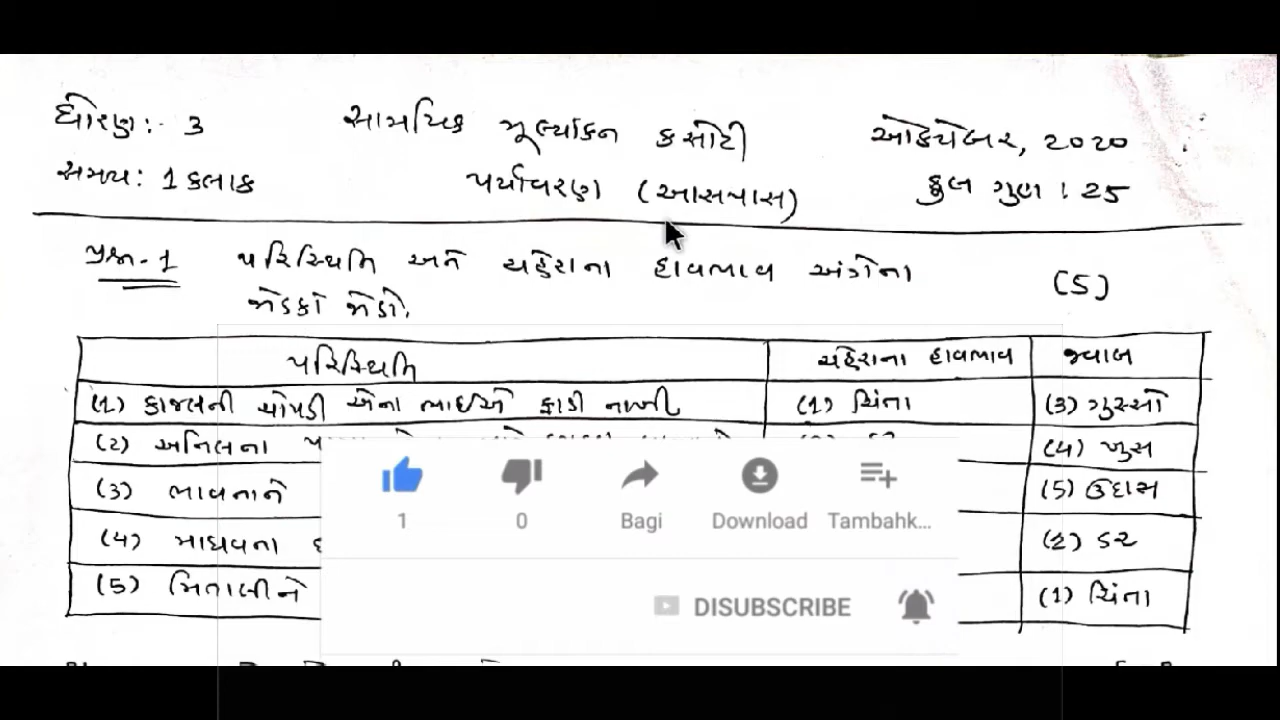 ધોરણ:- 3 સામયિક મૂલ્યાંકન કસોટી ઓક્ટોબર, ૨૦૨૦
સમય: 1 કલાક પર્યાવરણ (આસપાસ) કુલ ગુણ : 25
પ્રશ્ન-1 પરિસ્થિતિ અને ચહેરાના હાવભાવ અંગેના (5)
જોડકાં જોડો.
પરિસ્થિતિ ચહેરાના હાવભાવ જવાબ
(1) કાજલની ચોપડી એના ભાઈએ ફાડી નાખી (1) ચિંતા (3) ગુસ્સો
(2) અનિલના (4) ખુસ
(3) ભાવનાને (5) ઉદાસ
(4) માધવના (2) ડર
(5) મિતાલીને (1) ચિંતા
1 0 Bagi Download Tambahk...
DISUBSCRIBE